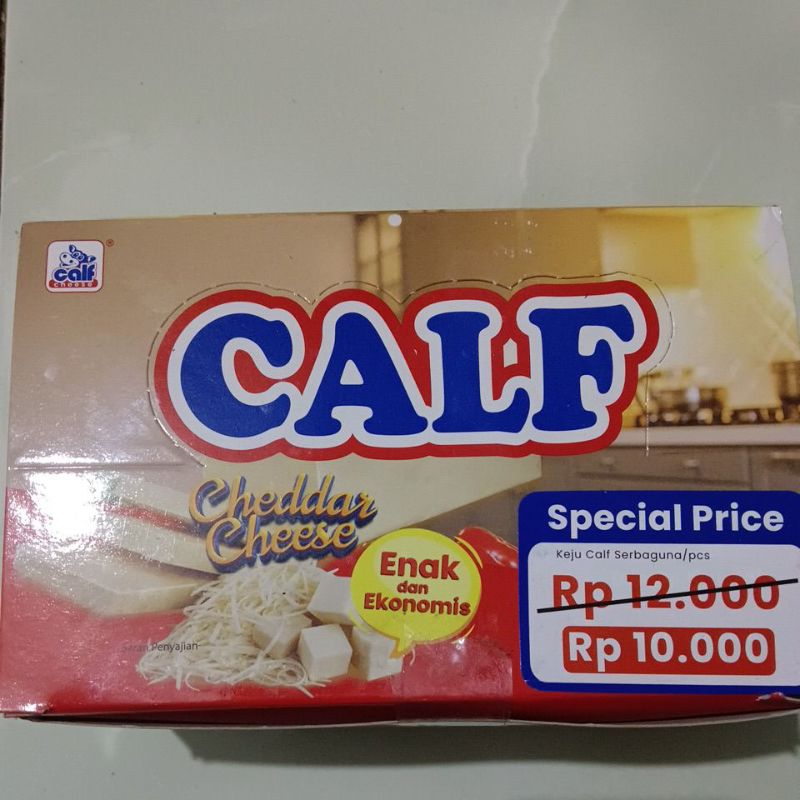 calf
cheese
®
CALF
Cheddar
Cheese
Enak
dan
Ekonomis
Saran Penyajian
Special Price
Keju Calf Serbaguna/pcs
Rp 12.000
Rp 10.000